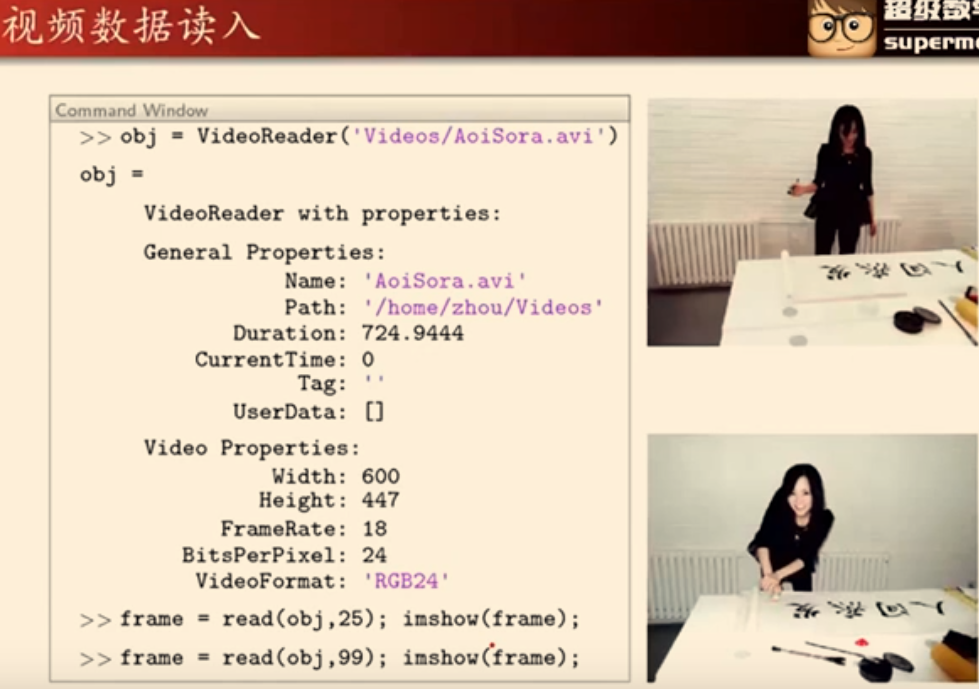 视频数据读入
超级数学
superm
Command Window
>> obj = VideoReader('Videos/AoiSora.avi')
obj =
VideoReader with properties:
General Properties:
Name: 'AoiSora.avi'
Path: '/home/zhou/Videos'
Duration: 724.9444
CurrentTime: 0
Tag: ''
UserData: []
Video Properties:
Width: 600
Height: 447
FrameRate: 18
BitsPerPixel: 24
VideoFormat: 'RGB24'
>> frame = read(obj,25); imshow(frame);
>> frame = read(obj,99); imshow(frame);